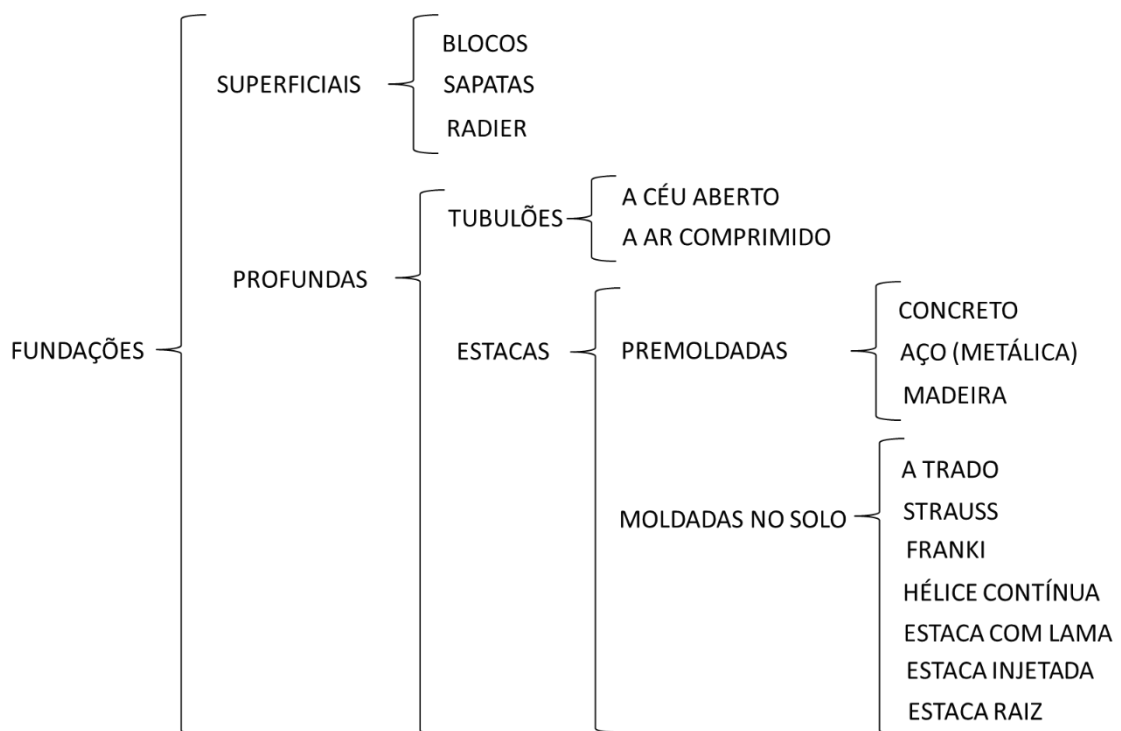 FUNDAÇÕES
SUPERFICIAIS
BLOCOS
SAPATAS
RADIER
PROFUNDAS
TUBULÕES
A CÉU ABERTO
A AR COMPRIMIDO
ESTACAS
PREMOLDADAS
CONCRETO
AÇO (METÁLICA)
MADEIRA
MOLDADAS NO SOLO
A TRADO
STRAUSS
FRANKI
HÉLICE CONTÍNUA
ESTACA COM LAMA
ESTACA INJETADA
ESTACA RAIZ